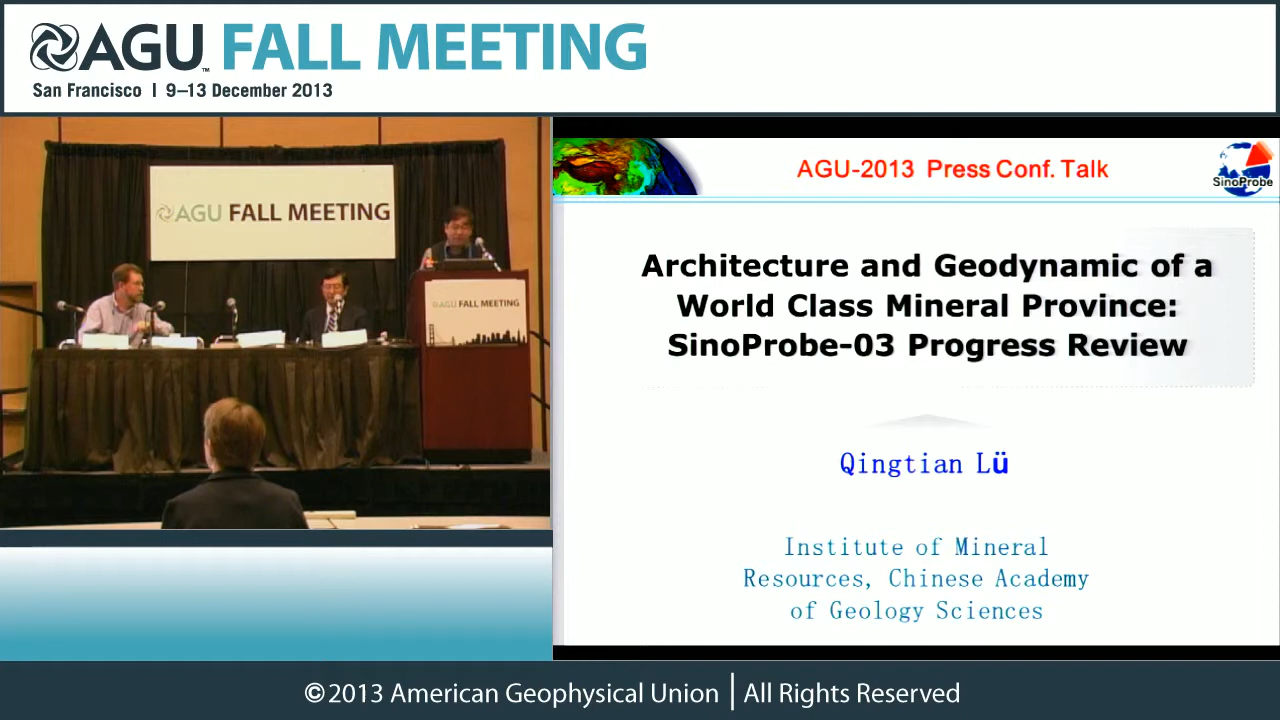 AGU FALL MEETING
San Francisco | 9–13 December 2013
AGU FALL MEETING
AGU FALL MEETING
AGU-2013 Press Conf. Talk
SinoProbe
Architecture and Geodynamic of a
World Class Mineral Province:
SinoProbe-03 Progress Review
Qingtian Lü
Institute of Mineral
Resources, Chinese Academy
of Geology Sciences
©2013 American Geophysical Union | All Rights Reserved